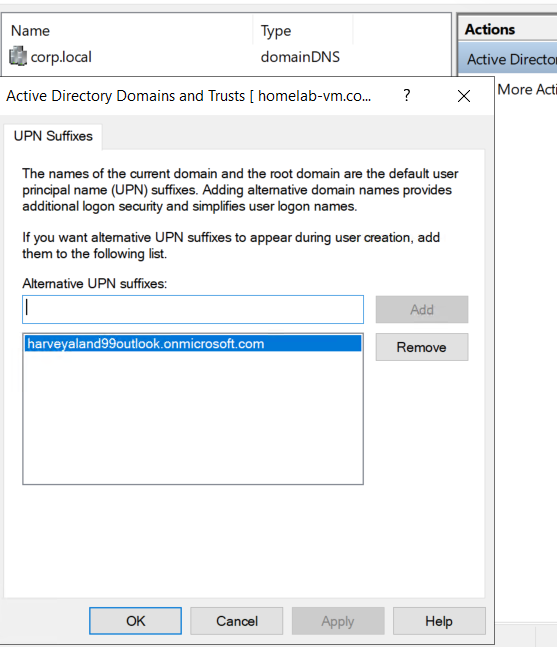 Name Type Actions
corp.local domainDNS Active Directo
More Acti
Active Directory Domains and Trusts [ homelab-vm.co... ?
UPN Suffixes
The names of the current domain and the root domain are the default user
principal name (UPN) suffixes. Adding alternative domain names provides
additional logon security and simplifies user logon names.
If you want alternative UPN suffixes to appear during user creation, add
them to the following list.
Alternative UPN suffixes:
Add
harveyaland99outlook.onmicrosoft.com
Remove
OK Cancel Apply Help